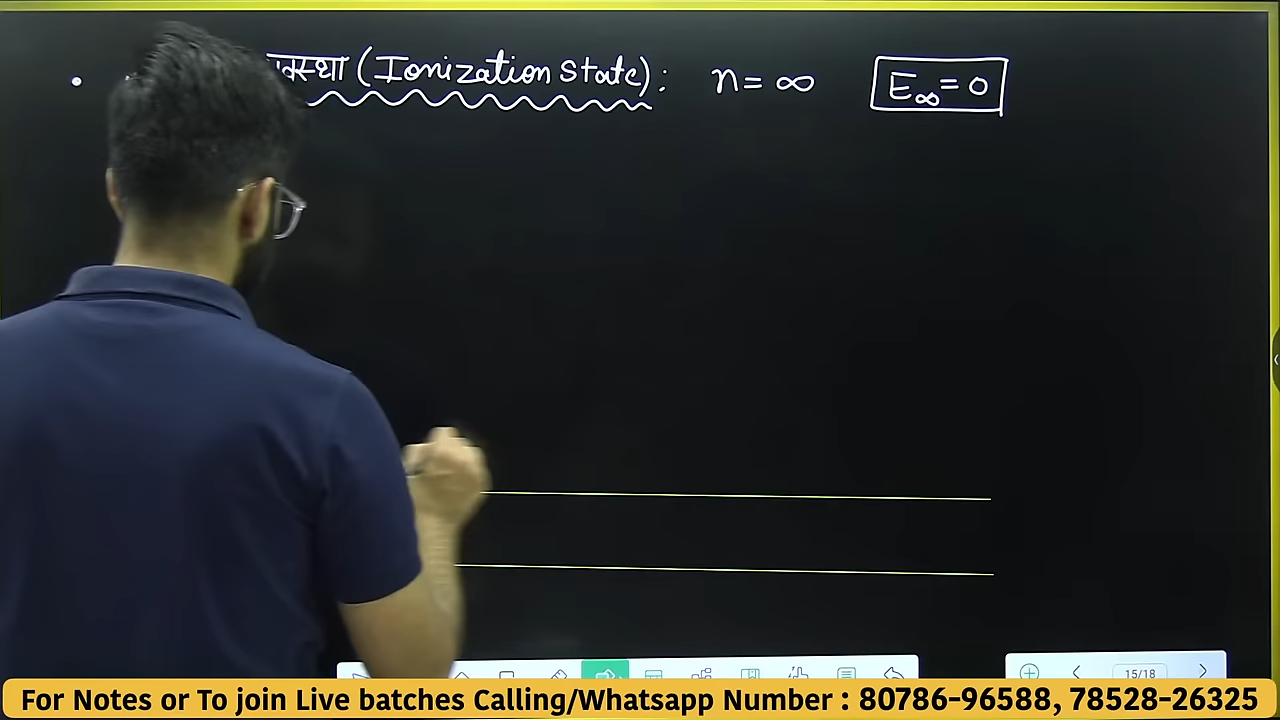 (Ionization State) : n = ∞ E∞ = 0
15/18
For Notes or To join Live batches Calling/Whatsapp Number : 80786-96588, 78528-26325